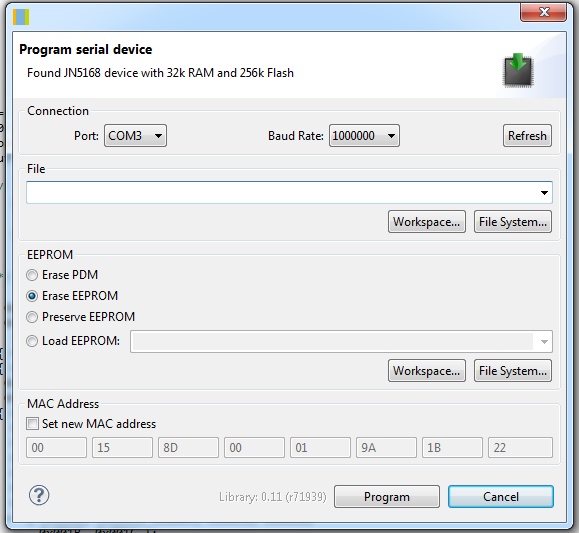 Program serial device
Found JN5168 device with 32k RAM and 256k Flash
Connection
Port: COM3 Baud Rate: 1000000 Refresh
File
Workspace... File System...
EEPROM
Erase PDM
Erase EEPROM
Preserve EEPROM
Load EEPROM:
Workspace... File System...
MAC Address
Set new MAC address
00 15 8D 00 01 9A 1B 22
? Library: 0.11 (r71939) Program Cancel